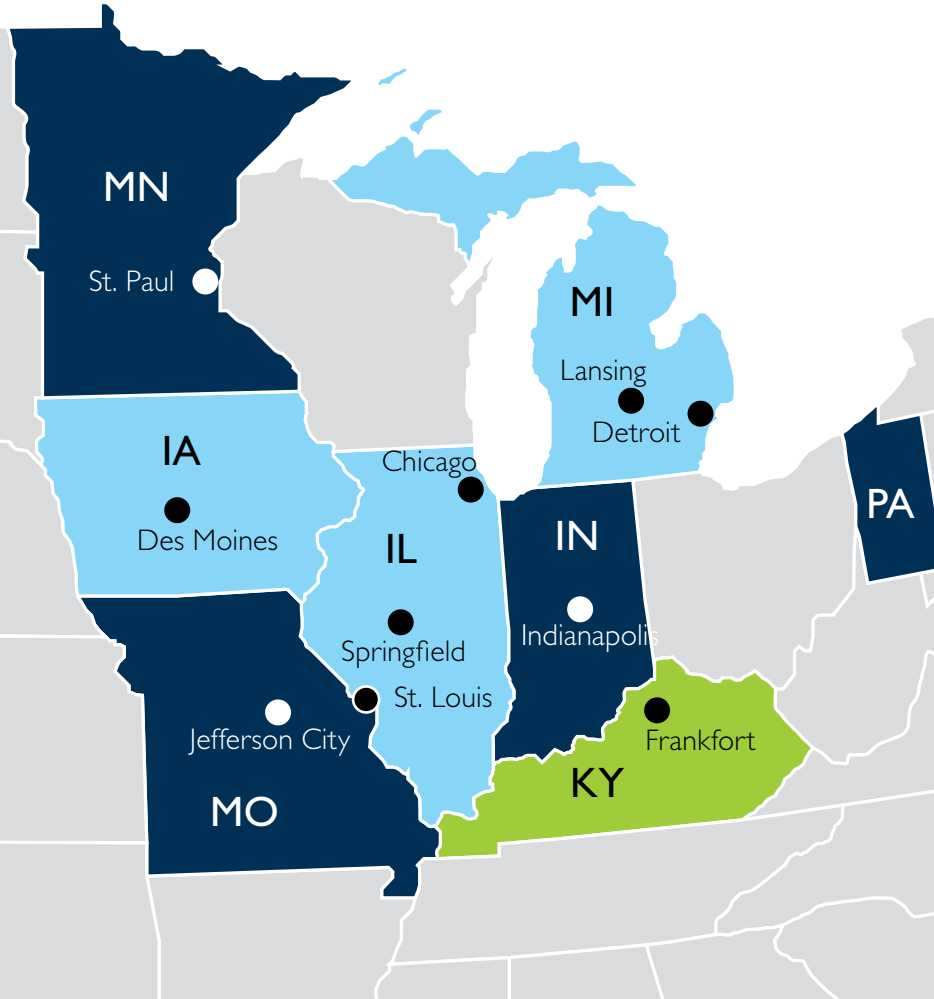 MN
St. Paul
MI
Lansing
Detroit
IA
Chicago
PA
Des Moines
IL
IN
Indianapolis
Springfield
St. Louis
Jefferson City
Frankfort
KY
MO